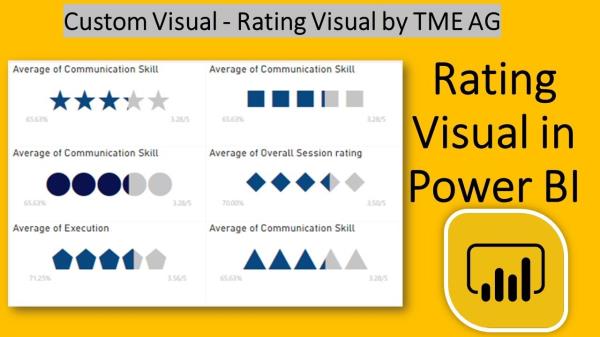 Custom Visual - Rating Visual by TME AG
Average of Communication Skill
65.63%
3.28/5
Average of Communication Skill
65.63%
3.28/5
Average of Communication Skill
65.63%
3.28/5
Average of Overall Session rating
70.00%
3.50/5
Average of Execution
71.25%
3.56/5
Average of Communication Skill
65.63%
3.28/5
Rating
Visual in
Power BI